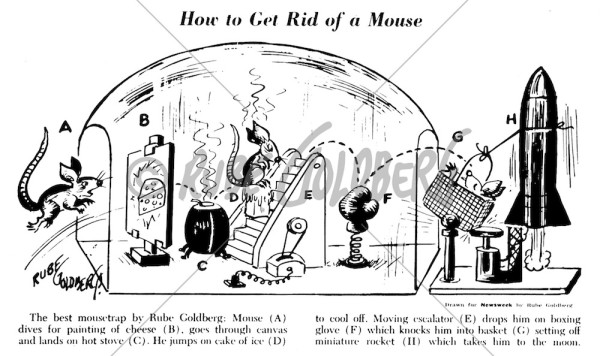 How to Get Rid of a Mouse
A
B
C
D
E
F
G
H
© RUBE GOLDBERG
RUBE
GOLDBERG
Drawn for Newsweek by Rube Goldberg
The best mousetrap by Rube Goldberg: Mouse (A)
dives for painting of cheese (B), goes through canvas
and lands on hot stove (C). He jumps on cake of ice (D)
to cool off. Moving escalator (E) drops him on boxing
glove (F) which knocks him into basket (G) setting off
miniature rocket (H) which takes him to the moon.